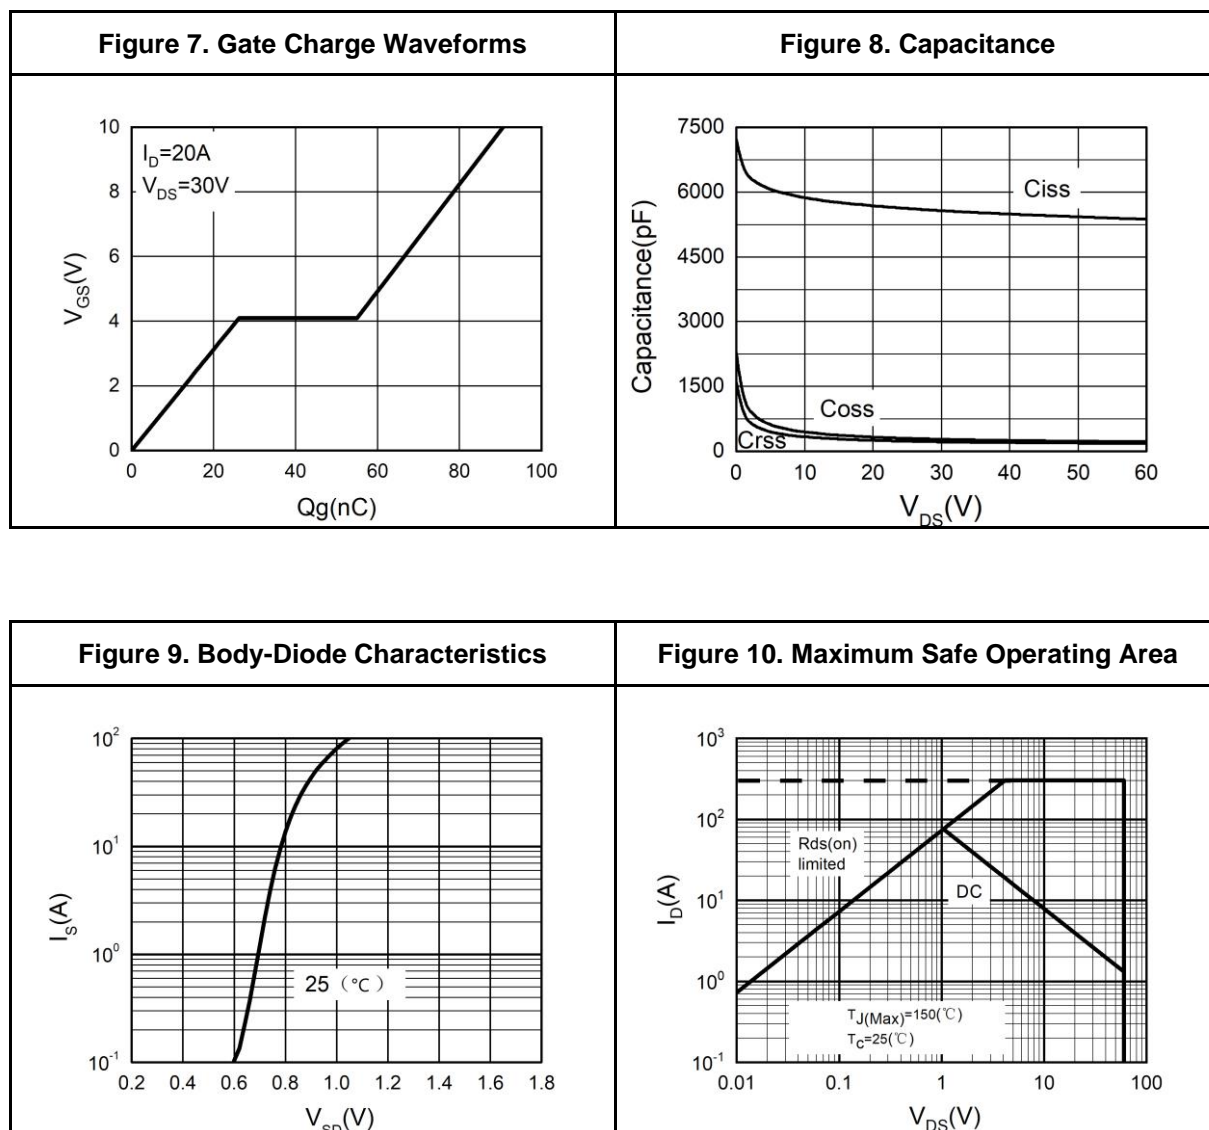 Figure 7. Gate Charge Waveforms
Figure 8. Capacitance
10
8
6
4
2
0
V_GS(V)
I_D=20A
V_DS=30V
0 20 40 60 80 100
Qg(nC)
7500
6000
4500
3000
1500
0
Capacitance(pF)
Ciss
Coss
Crss
0 10 20 30 40 50 60
V_DS(V)
Figure 9. Body-Diode Characteristics
Figure 10. Maximum Safe Operating Area
10^2
10^1
10^0
10^-1
I_S(A)
25（℃）
0.2 0.4 0.6 0.8 1.0 1.2 1.4 1.6 1.8
V_SD(V)
10^3
10^2
10^1
10^0
10^-1
I_D(A)
Rds(on)
limited
DC
T_J(Max)=150(℃)
T_C=25(℃)
0.01 0.1 1 10 100
V_DS(V)